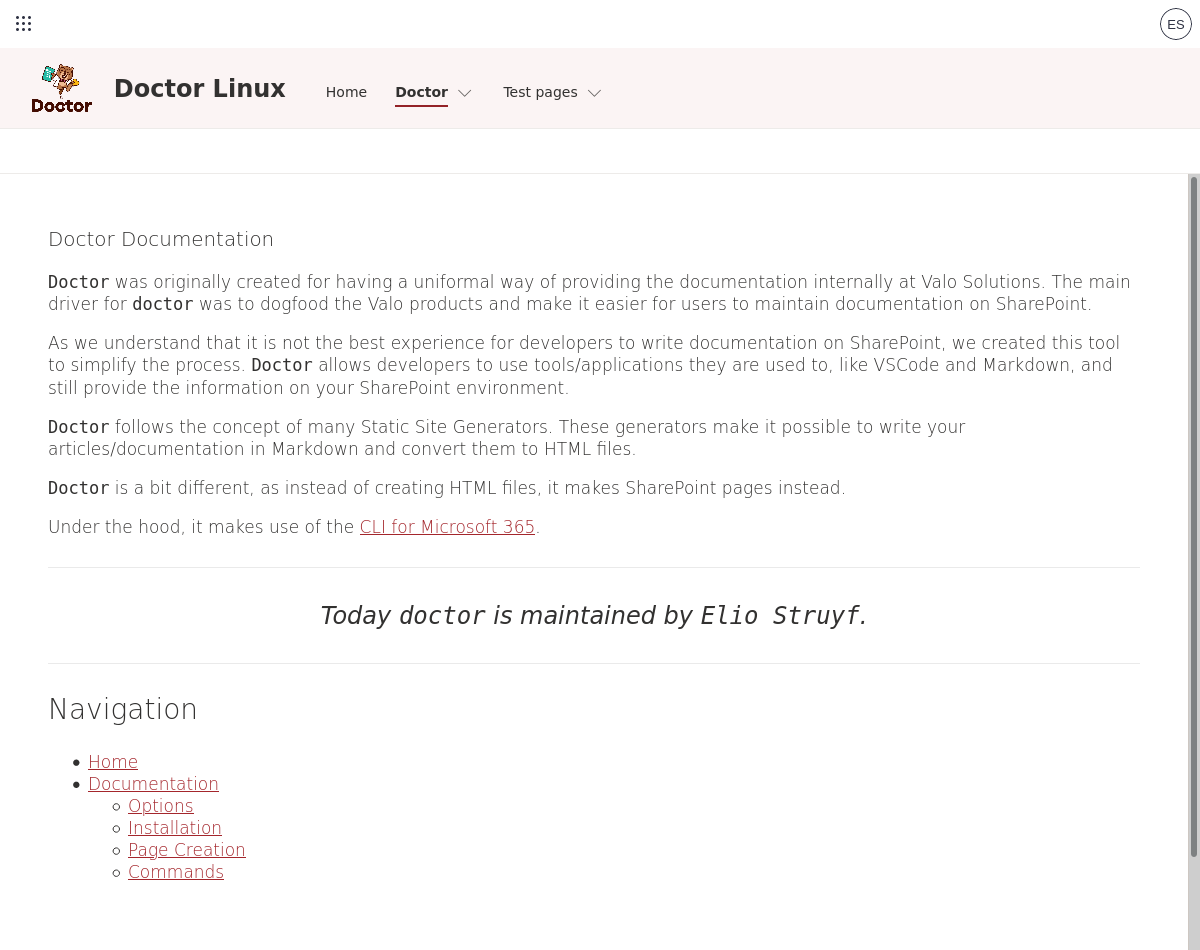 ES
Doctor
Doctor Linux
Home
Doctor
Test pages
Doctor Documentation
Doctor was originally created for having a uniformal way of providing the documentation internally at Valo Solutions. The main
driver for doctor was to dogfood the Valo products and make it easier for users to maintain documentation on SharePoint.
As we understand that it is not the best experience for developers to write documentation on SharePoint, we created this tool
to simplify the process. Doctor allows developers to use tools/applications they are used to, like VSCode and Markdown, and
still provide the information on your SharePoint environment.
Doctor follows the concept of many Static Site Generators. These generators make it possible to write your
articles/documentation in Markdown and convert them to HTML files.
Doctor is a bit different, as instead of creating HTML files, it makes SharePoint pages instead.
Under the hood, it makes use of the CLI for Microsoft 365.
Today doctor is maintained by Elio Struyf.
Navigation
Home
Documentation
Options
Installation
Page Creation
Commands